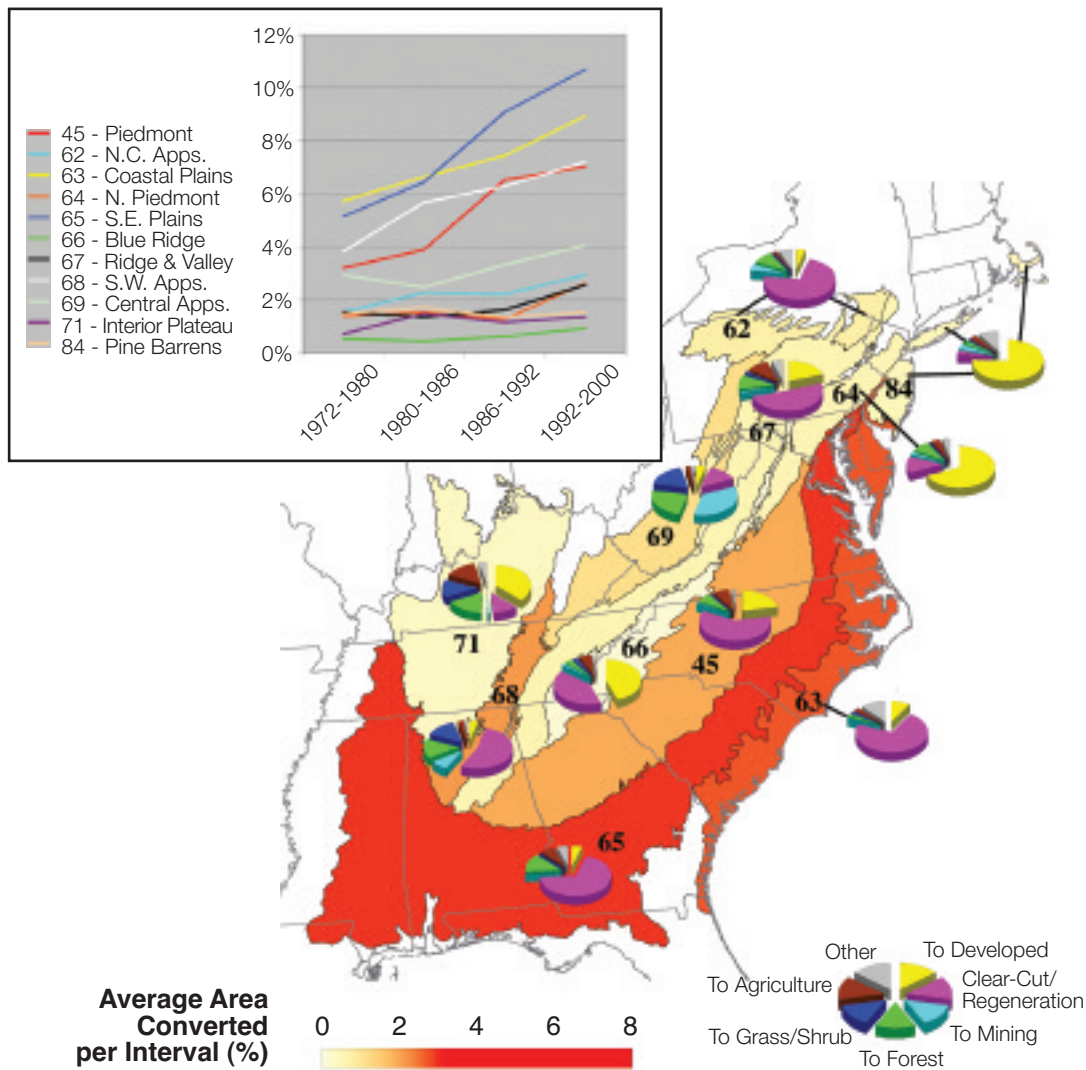 12%
10%
8%
6%
4%
2%
0%
45 - Piedmont
62 - N.C. Apps.
63 - Coastal Plains
64 - N. Piedmont
65 - S.E. Plains
66 - Blue Ridge
67 - Ridge & Valley
68 - S.W. Apps.
69 - Central Apps.
71 - Interior Plateau
84 - Pine Barrens
1972-1980
1980-1986
1986-1992
1992-2000
62
64
84
67
69
71
66
45
68
63
65
Average Area
Converted
per Interval (%)
0 2 4 6 8
Other
To Developed
To Agriculture
Clear-Cut/
Regeneration
To Grass/Shrub
To Mining
To Forest